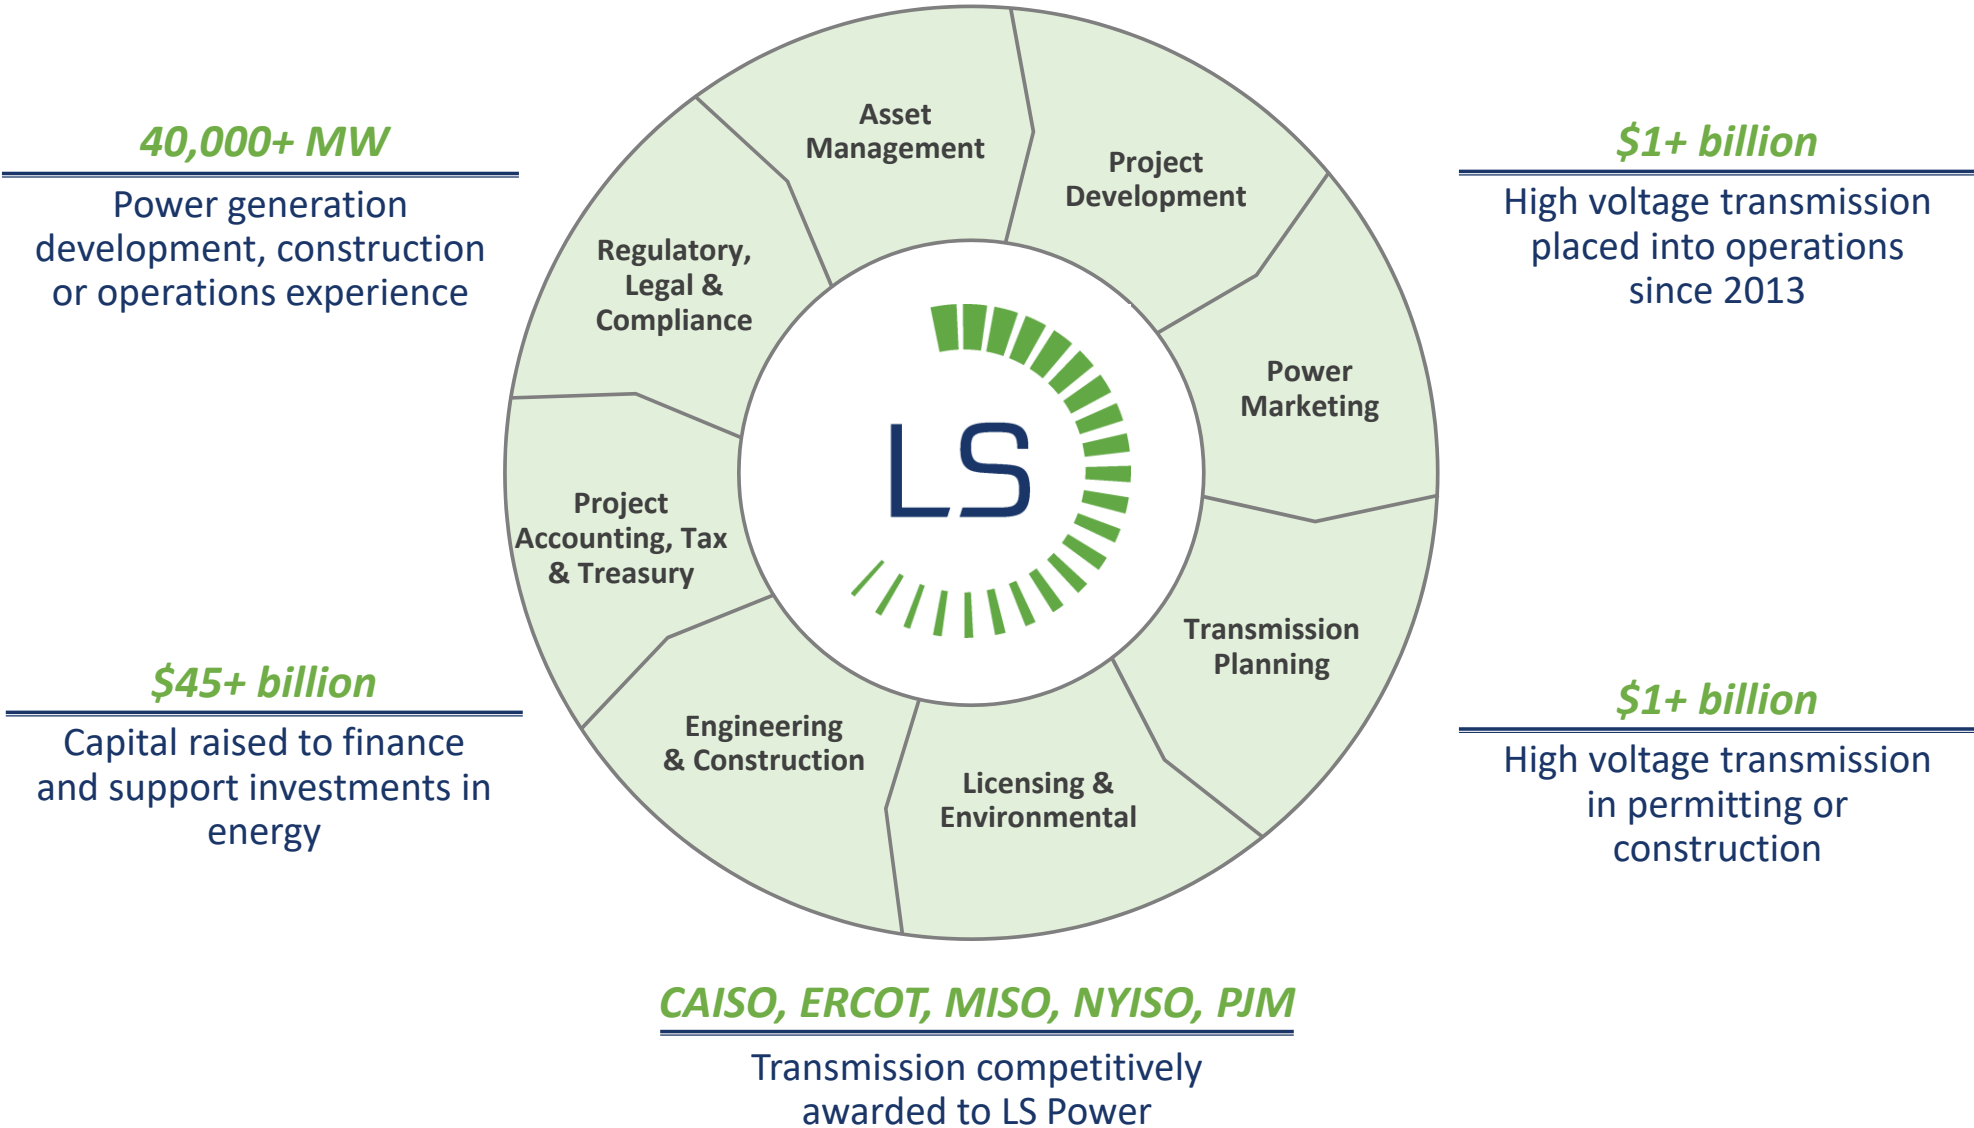 40,000+ MW
Power generation
development, construction
or operations experience
$45+ billion
Capital raised to finance
and support investments in
energy
Asset
Management
Project
Development
Power
Marketing
Transmission
Planning
Licensing &
Environmental
Engineering
& Construction
Project
Accounting, Tax
& Treasury
Regulatory,
Legal &
Compliance
LS
$1+ billion
High voltage transmission
placed into operations
since 2013
$1+ billion
High voltage transmission
in permitting or
construction
CAISO, ERCOT, MISO, NYISO, PJM
Transmission competitively
awarded to LS Power